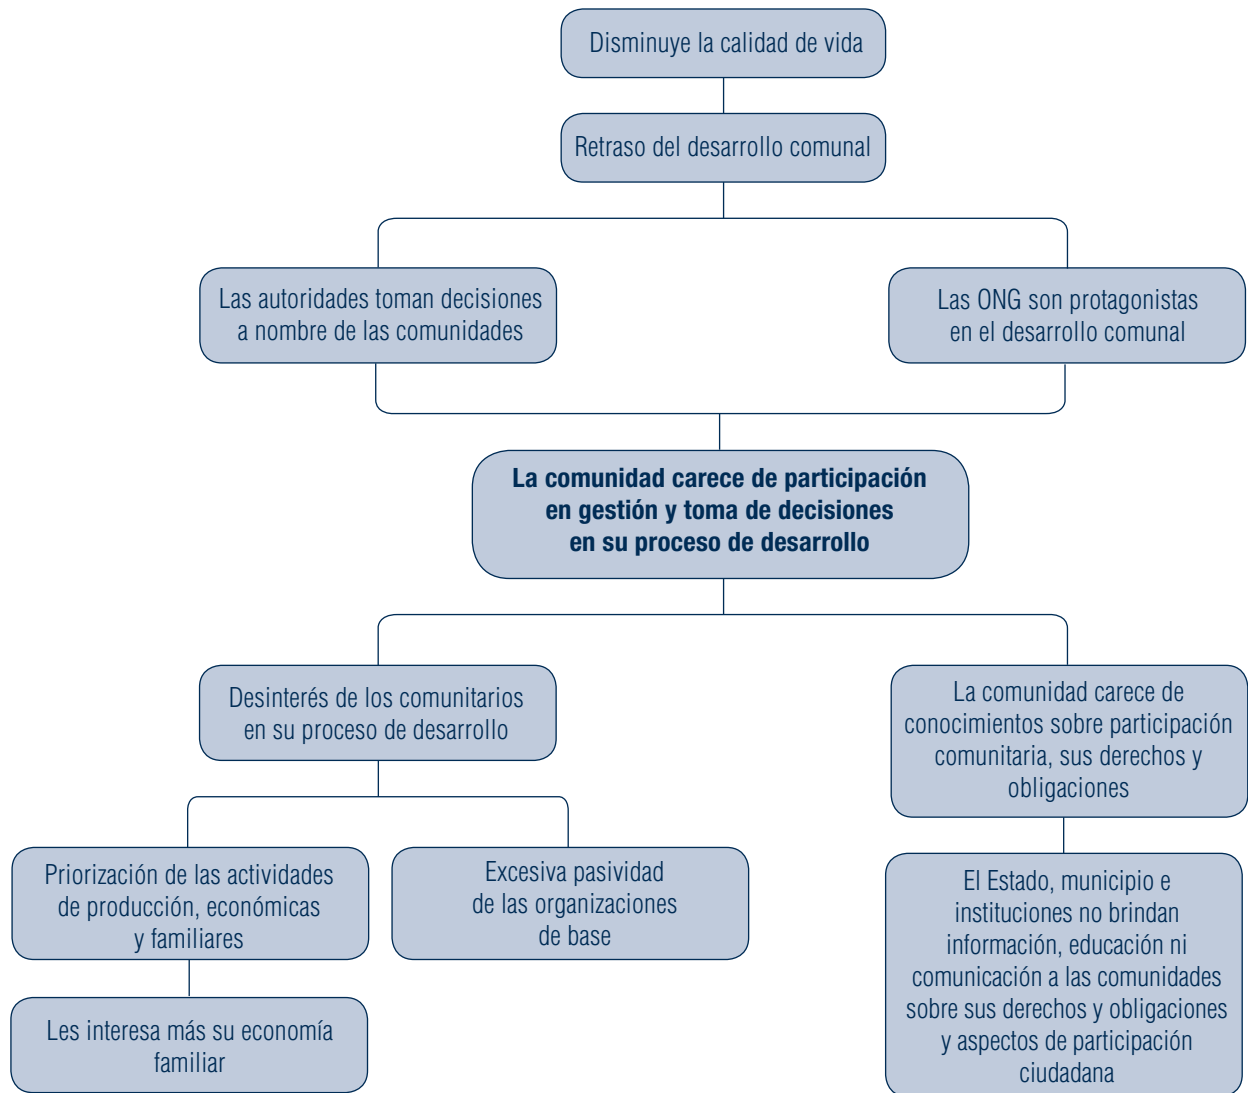 Disminuye la calidad de vida
Retraso del desarrollo comunal
Las autoridades toman decisiones
a nombre de las comunidades
Las ONG son protagonistas
en el desarrollo comunal
La comunidad carece de participación
en gestión y toma de decisiones
en su proceso de desarrollo
Desinterés de los comunitarios
en su proceso de desarrollo
La comunidad carece de
conocimientos sobre participación
comunitaria, sus derechos y
obligaciones
Priorización de las actividades
de producción, económicas
y familiares
Excesiva pasividad
de las organizaciones
de base
El Estado, municipio e
instituciones no brindan
información, educación ni
comunicación a las comunidades
sobre sus derechos y obligaciones
y aspectos de participación
ciudadana
Les interesa más su economía
familiar